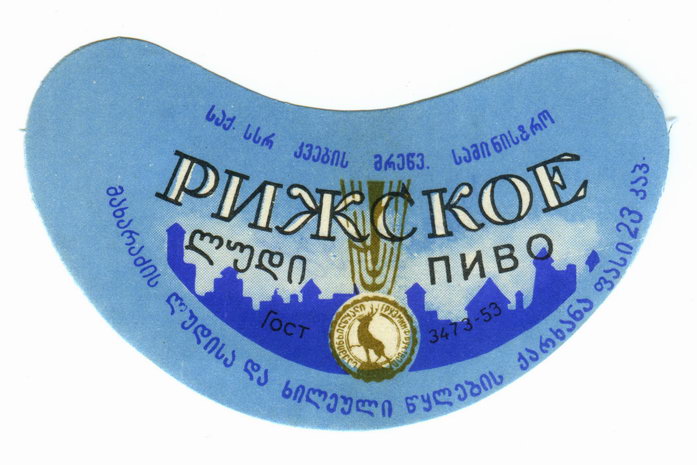 საქ. სსრ კვების მრეწვ. სამინისტრო
РИЖСКОЕ
ლუდი ПИВО
Гост 3473-53
მახარაძის ლუდისა და ხილეული წყლების ქარხანა ფასი 23 კაპ.